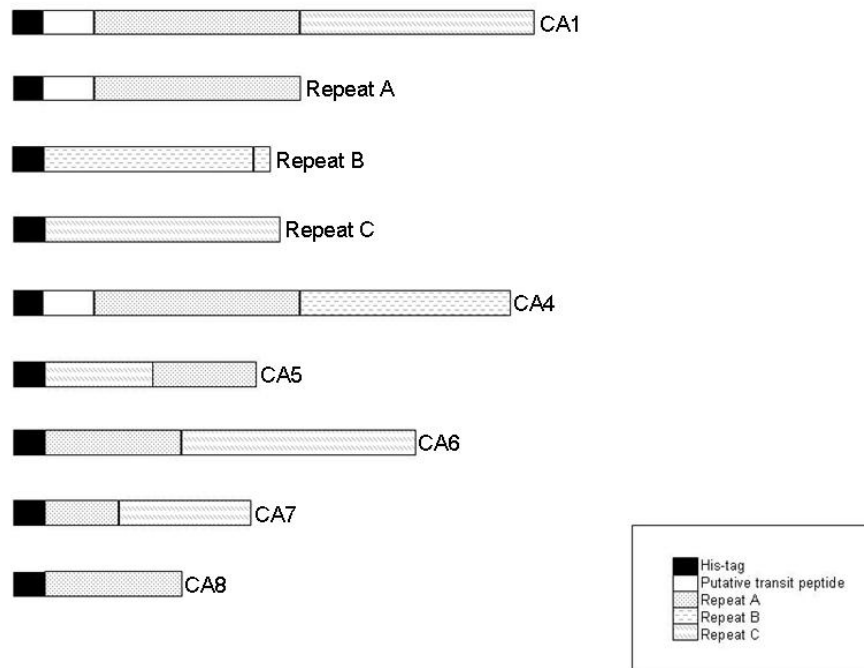 CA1
Repeat A
Repeat B
Repeat C
CA4
CA5
CA6
CA7
CA8
His-tag
Putative transit peptide
Repeat A
Repeat B
Repeat C